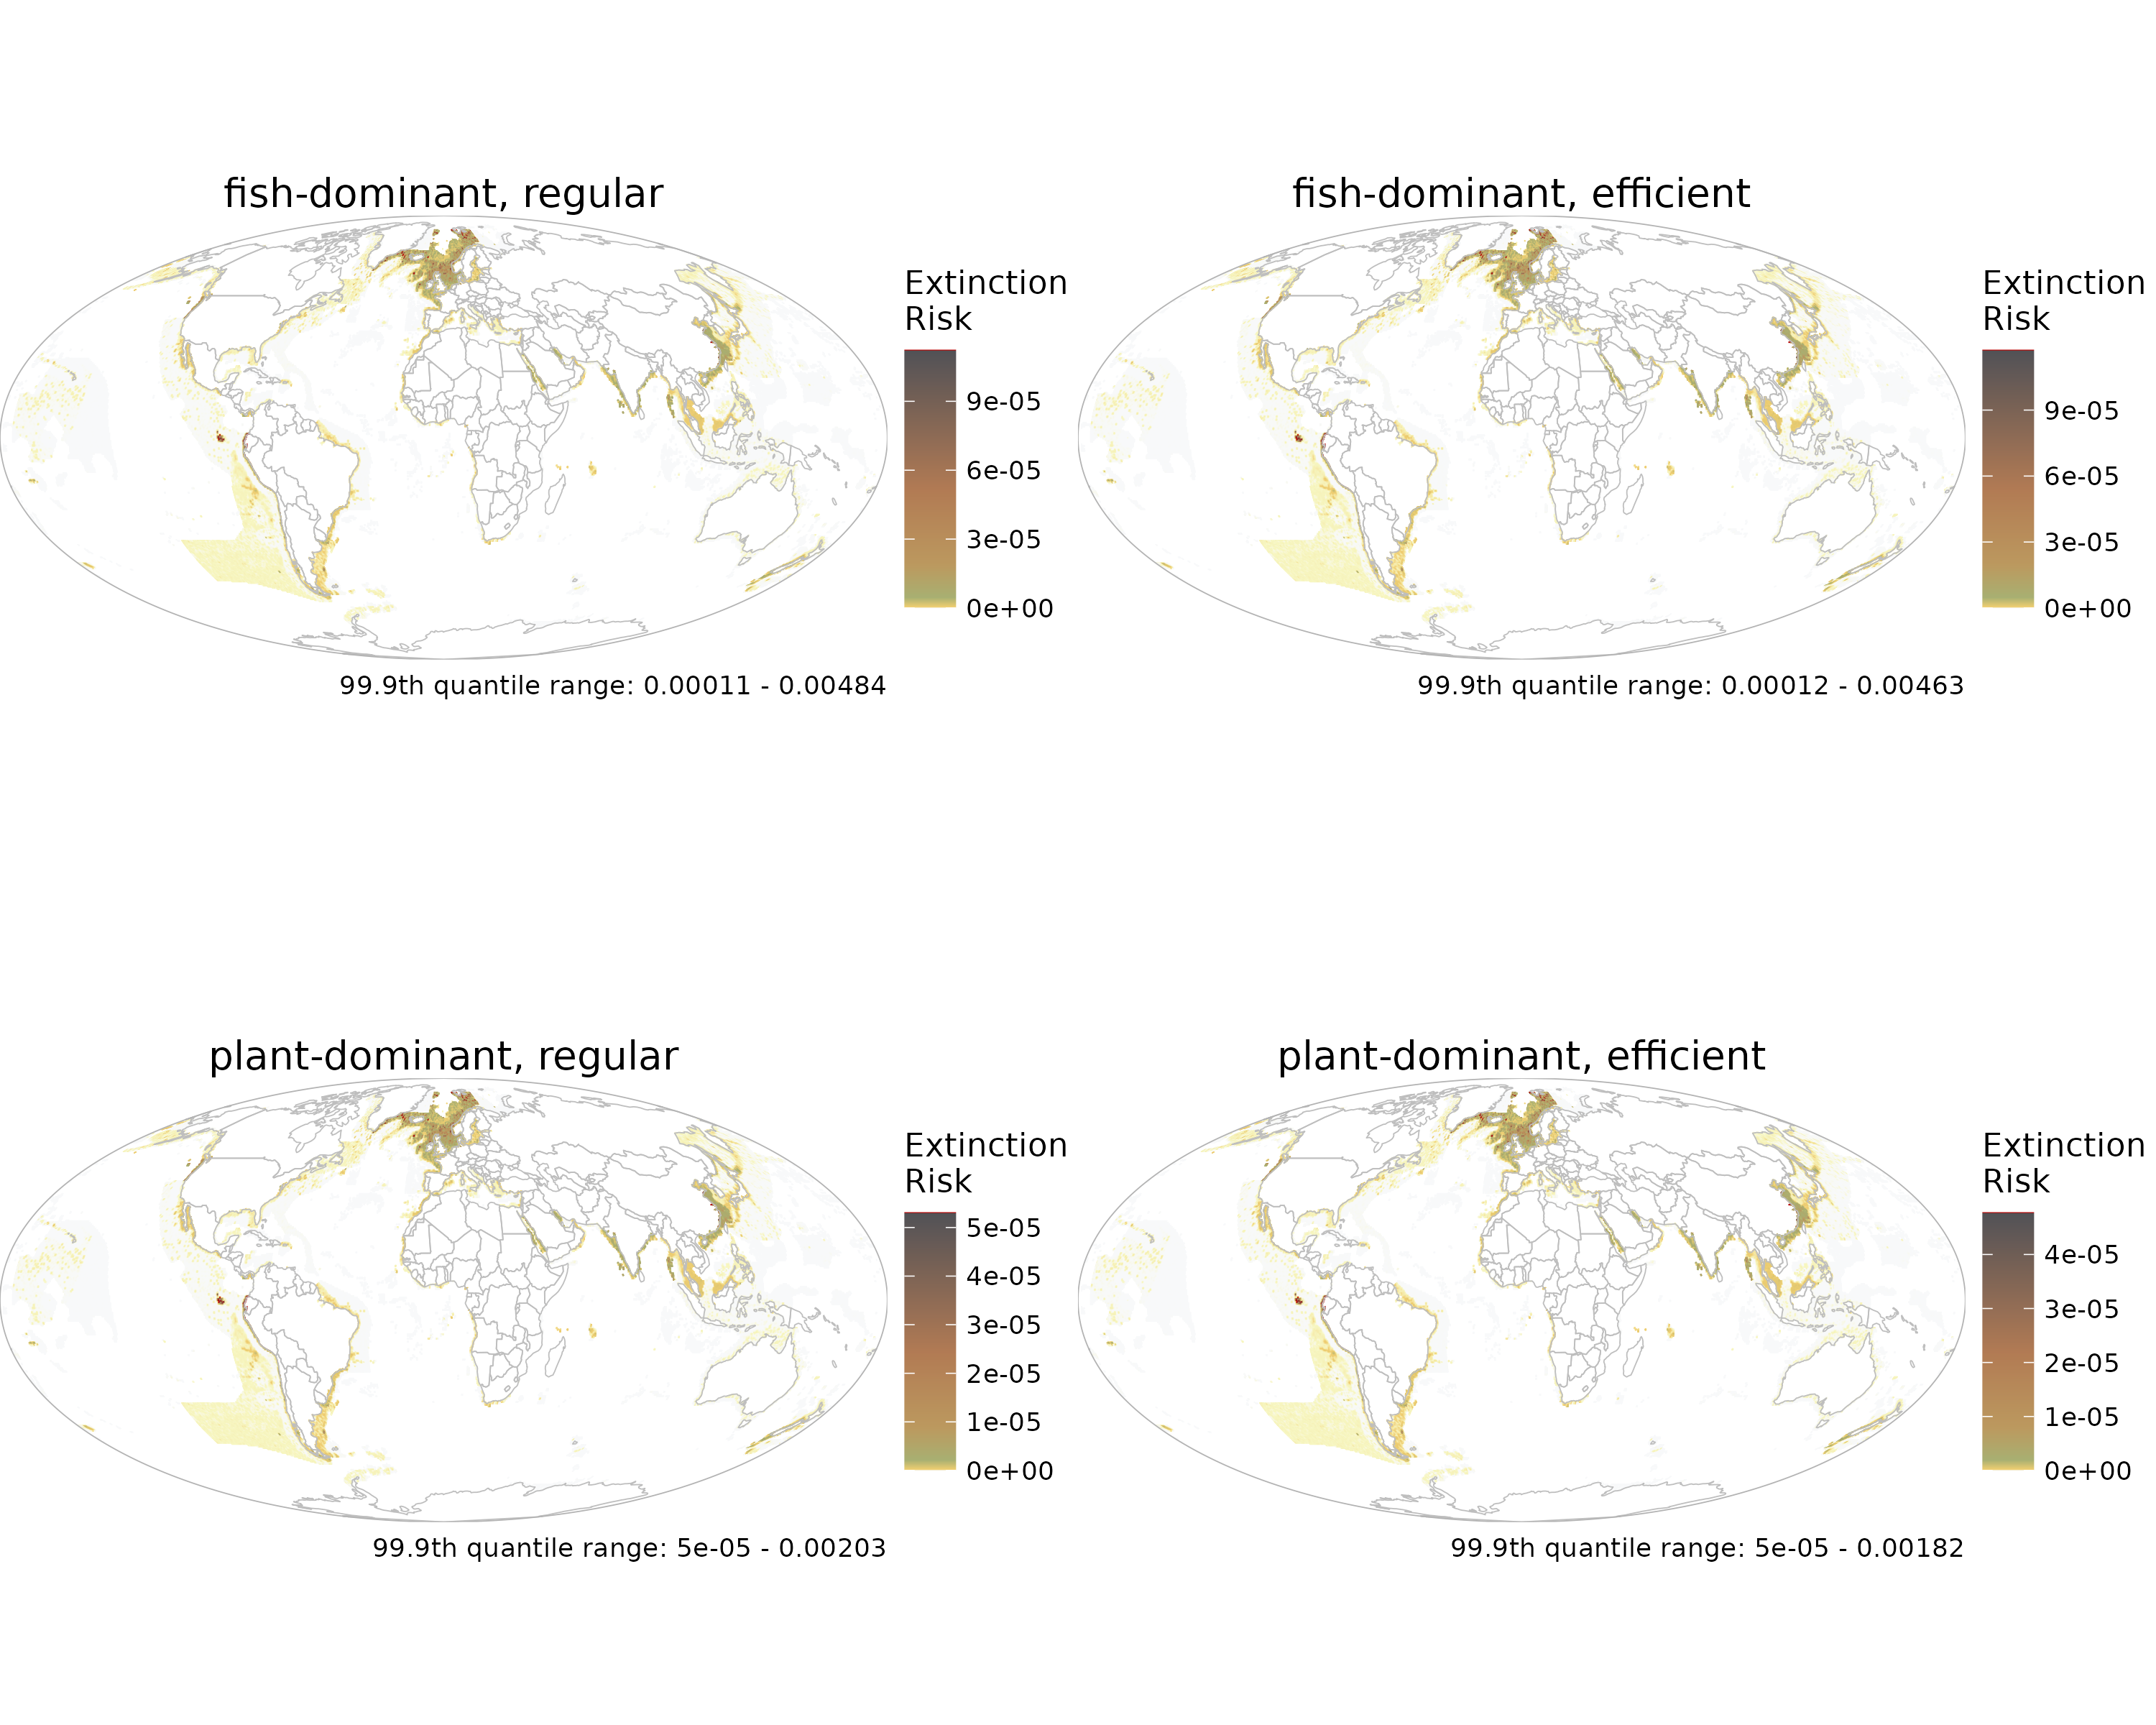 fish-dominant, regular
Extinction
Risk
9e-05
6e-05
3e-05
0e+00
99.9th quantile range: 0.00011 - 0.00484
fish-dominant, efficient
Extinction
Risk
9e-05
6e-05
3e-05
0e+00
99.9th quantile range: 0.00012 - 0.00463
plant-dominant, regular
Extinction
Risk
5e-05
4e-05
3e-05
2e-05
1e-05
0e+00
99.9th quantile range: 5e-05 - 0.00203
plant-dominant, efficient
Extinction
Risk
4e-05
3e-05
2e-05
1e-05
0e+00
99.9th quantile range: 5e-05 - 0.00182